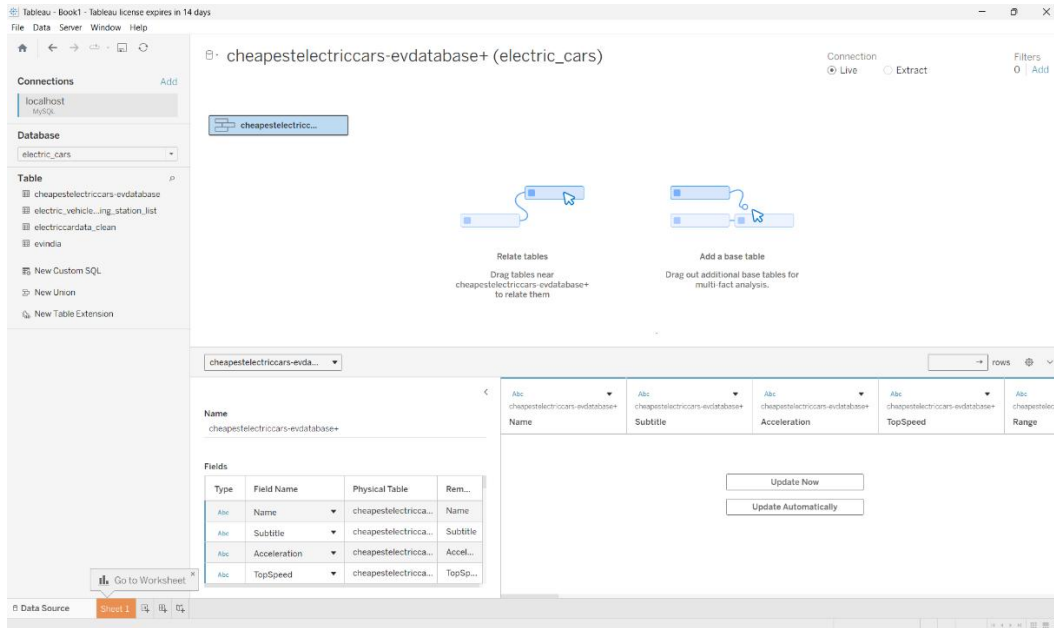 Tableau - Book1 - Tableau license expires in 14 days
File Data Server Window Help
cheapestelectriccars-evdatabase+ (electric_cars)
Connection
Live
Extract
Filters
0 Add
Connections Add
localhost
MySQL
Database
electric_cars
Table
cheapestelectriccars-evdatabase
electric_vehicle...ing_station_list
electriccardata_clean
evindia
New Custom SQL
New Union
New Table Extension
cheapestelectricc...
Relate tables
Drag tables near
cheapestelectriccars-evdatabase+
to relate them
Add a base table
Drag out additional base tables for
multi-fact analysis.
cheapestelectriccars-evda...
rows
Name
cheapestelectriccars-evdatabase+
Fields
Type Field Name Physical Table Rem...
Abc Name cheapestelectricca... Name
Abc Subtitle cheapestelectricca... Subtitle
Abc Acceleration cheapestelectricca... Accel...
Abc TopSpeed cheapestelectricca... TopSp...
Abc Abc Abc Abc Abc
cheapestelectriccars-evdatabase+ cheapestelectriccars-evdatabase+ cheapestelectriccars-evdatabase+ cheapestelectriccars-evdatabase+ cheapestelec
Name Subtitle Acceleration TopSpeed Range
Update Now
Update Automatically
Go to Worksheet
Data Source Sheet 1